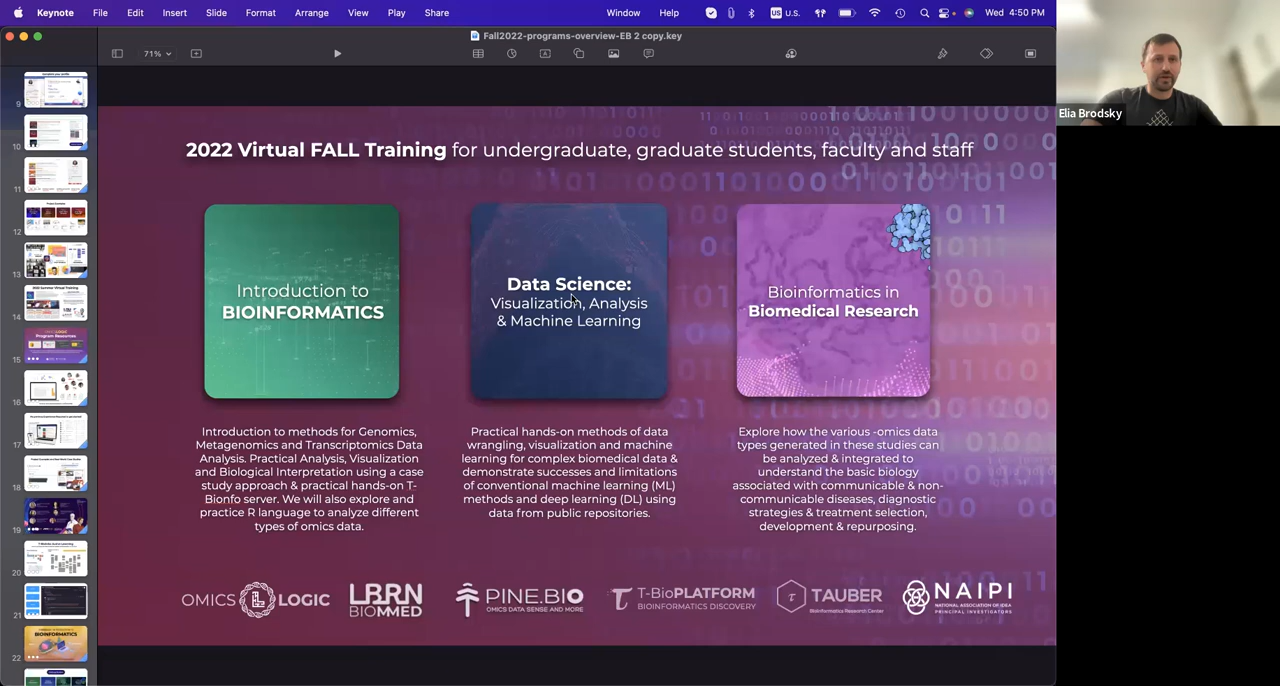 Keynote File Edit Insert Slide Format Arrange View Play Share Window Help U.S. Wed 4:50 PM
Fall2022-programs-overview-EB 2 copy.key
71%
9
10
11
12
13
14
15
16
17
18
19
20
21
22
2022 Virtual FALL Training for undergraduate, graduate students, faculty and staff
Introduction to
BIOINFORMATICS
Introduction to methods for Genomics,
Metagenomics and Transcriptomics Data
Analysis. Practical Analysis, Visualization
and Biological Interpretation using a case
study approach & practical hands-on T-
Bionfo server. We will also explore and
practice R language to analyze different
types of omics data.
Data Science:
Visualization, Analysis
& Machine Learning
Practical hands-on methods of data
wrangling, visualization and machine
learning for complex biomedical data &
demonstrate successes and limitations
of conventional machine learning (ML)
methods and deep learning (DL) using
data from public repositories.
Bioinformatics in
Biomedical Research
Explore how the various -omics data
types generated in these studies can
be analyzed & integrated to
understand the basic biology
associated with communicable & non-
communicable diseases, diagnostic
strategies & treatment selection,
development & repurposing.
OMICS LOGIC
LBRN
BIOMMED
PINE.BIO
OMICS DATA SENSE AND MORE
T-BioPLATFORM
BIOINFORMATICS DISCOVERY
TAUBER
Bioinformatics Research Center
NAIPI
NATIONAL ASSOCIATION OF IDEA
PRINCIPAL INVESTIGATORS
Elia Brodsky